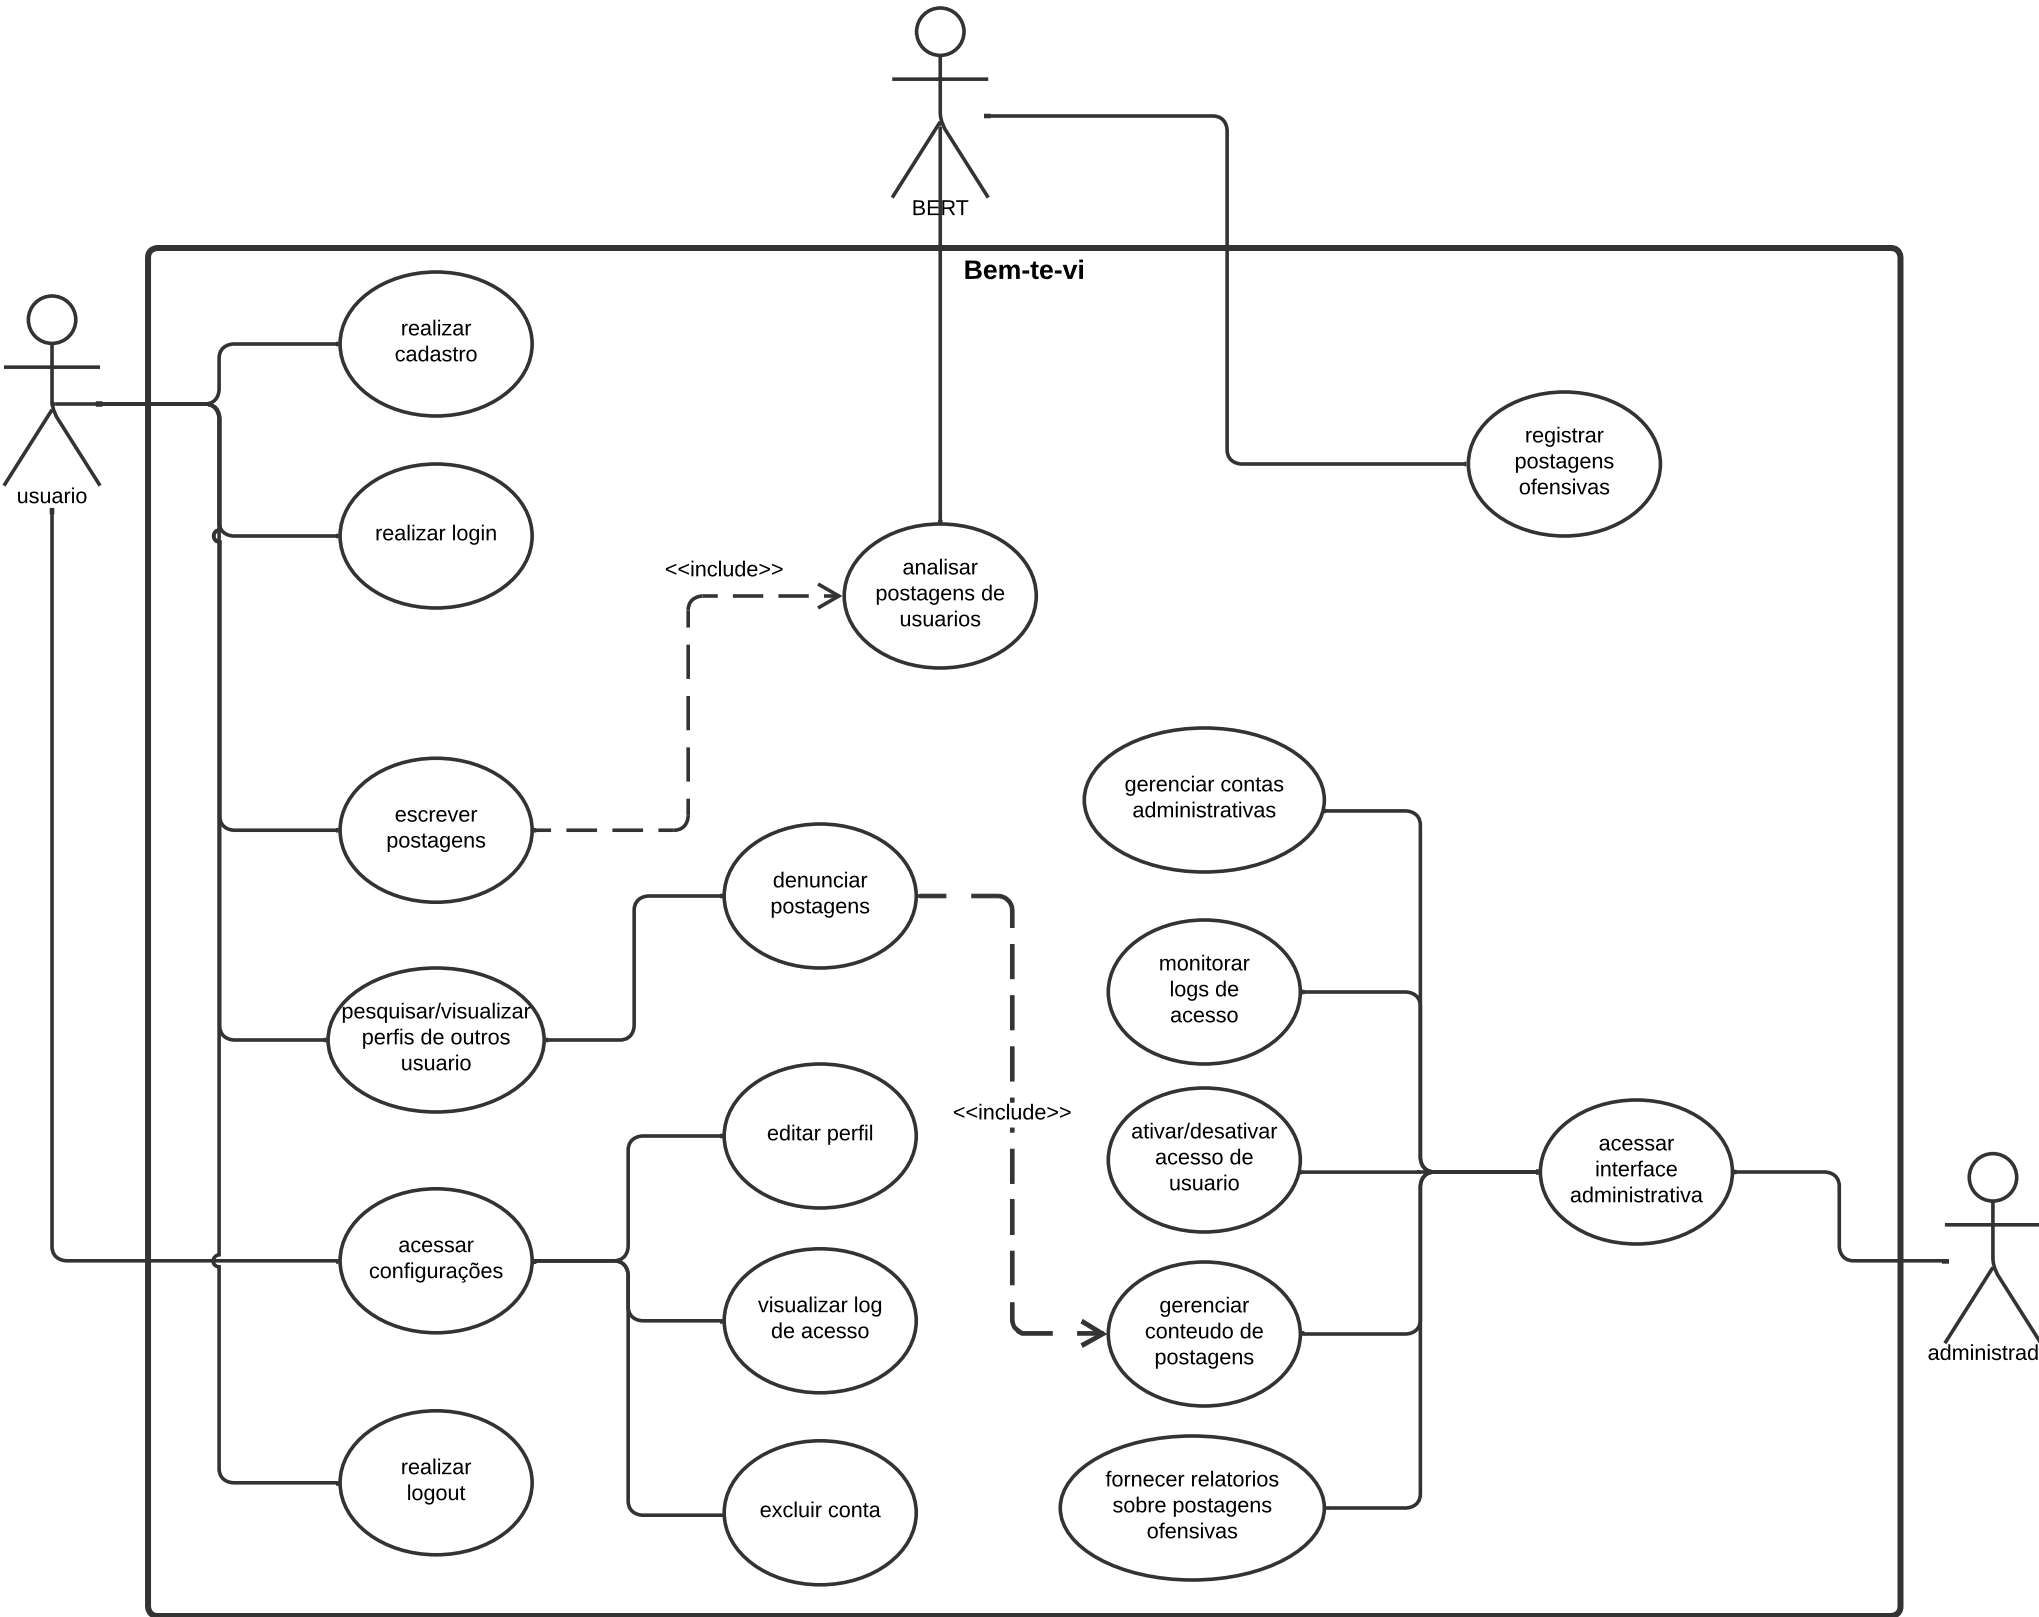 BERT
Bem-te-vi
realizar
cadastro
usuario
realizar login
registrar
postagens
ofensivas
<<include>>
analisar
postagens de
usuarios
escrever
postagens
gerenciar contas
administrativas
denunciar
postagens
pesquisar/visualizar
perfis de outros
usuario
monitorar
logs de
acesso
<<include>>
editar perfil
ativar/desativar
acesso de
usuario
acessar
interface
administrativa
acessar
configurações
visualizar log
de acesso
gerenciar
conteudo de
postagens
administrad
realizar
logout
excluir conta
fornecer relatorios
sobre postagens
ofensivas